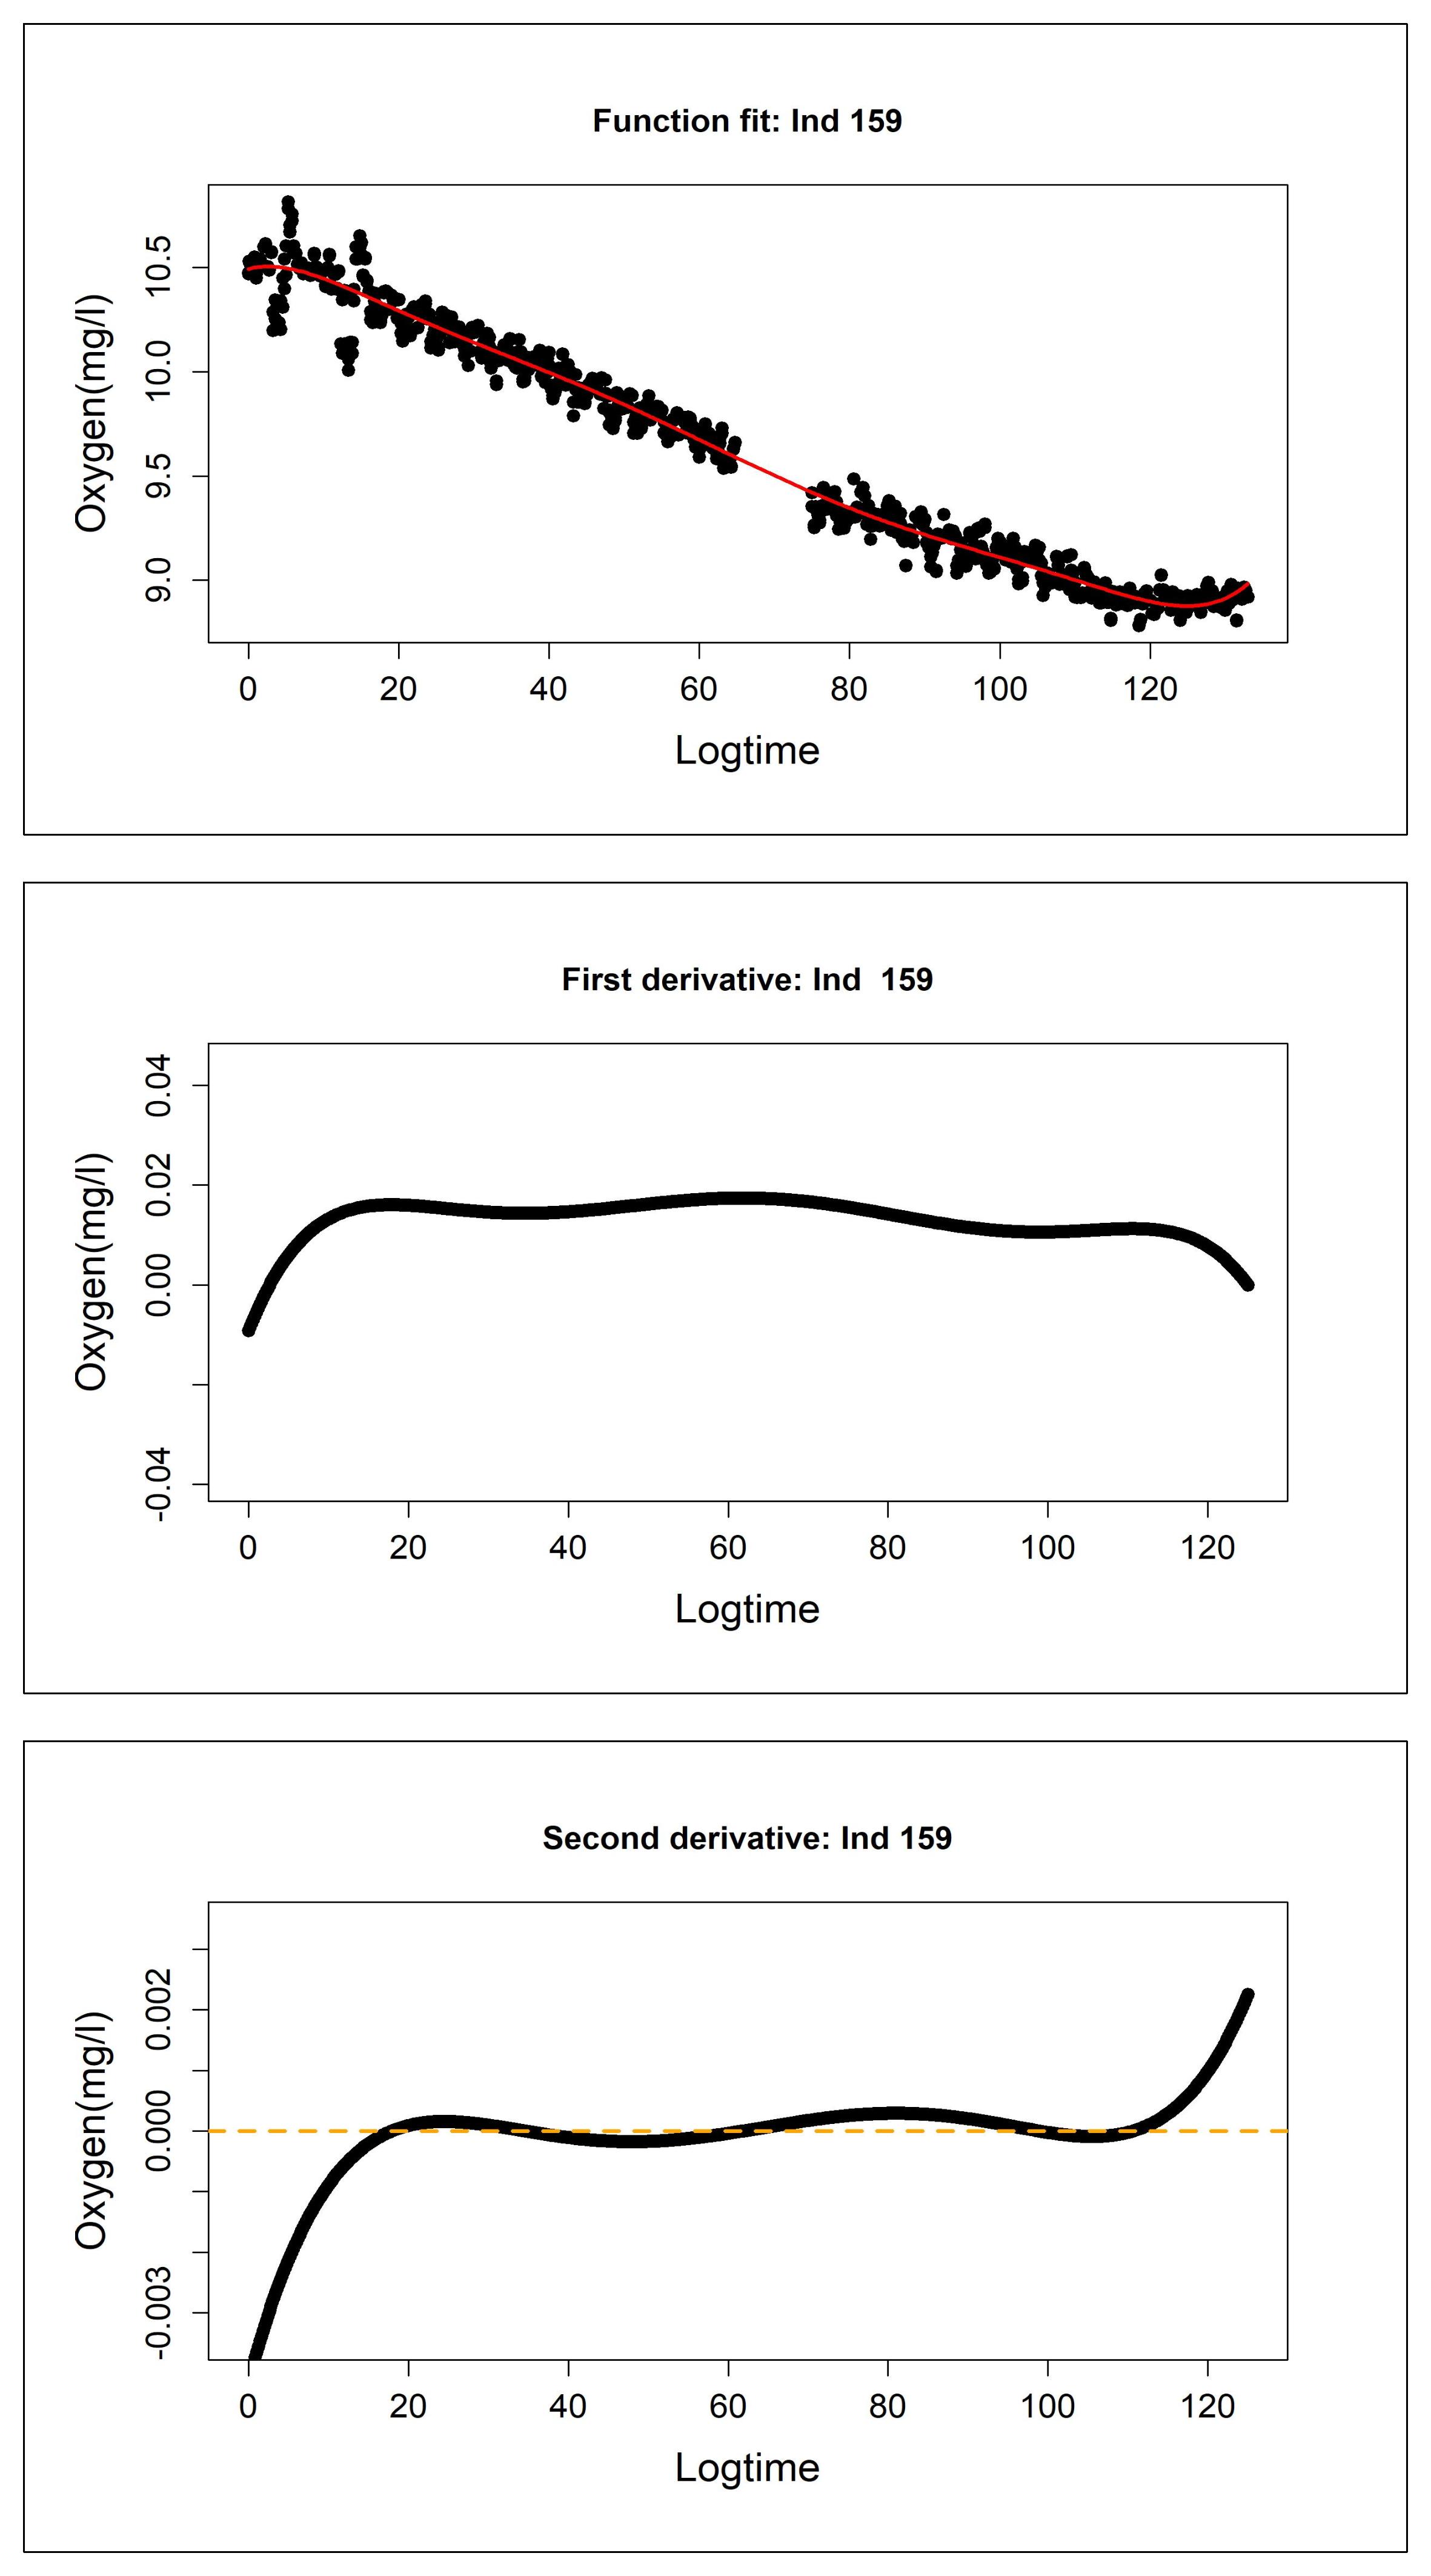 Function fit: Ind 159
Oxygen(mg/l)
10.5
10.0
9.5
9.0
0 20 40 60 80 100 120
Logtime
First derivative: Ind  159
Oxygen(mg/l)
0.04
0.02
0.00
-0.04
0 20 40 60 80 100 120
Logtime
Second derivative: Ind 159
Oxygen(mg/l)
0.002
0.000
-0.003
0 20 40 60 80 100 120
Logtime